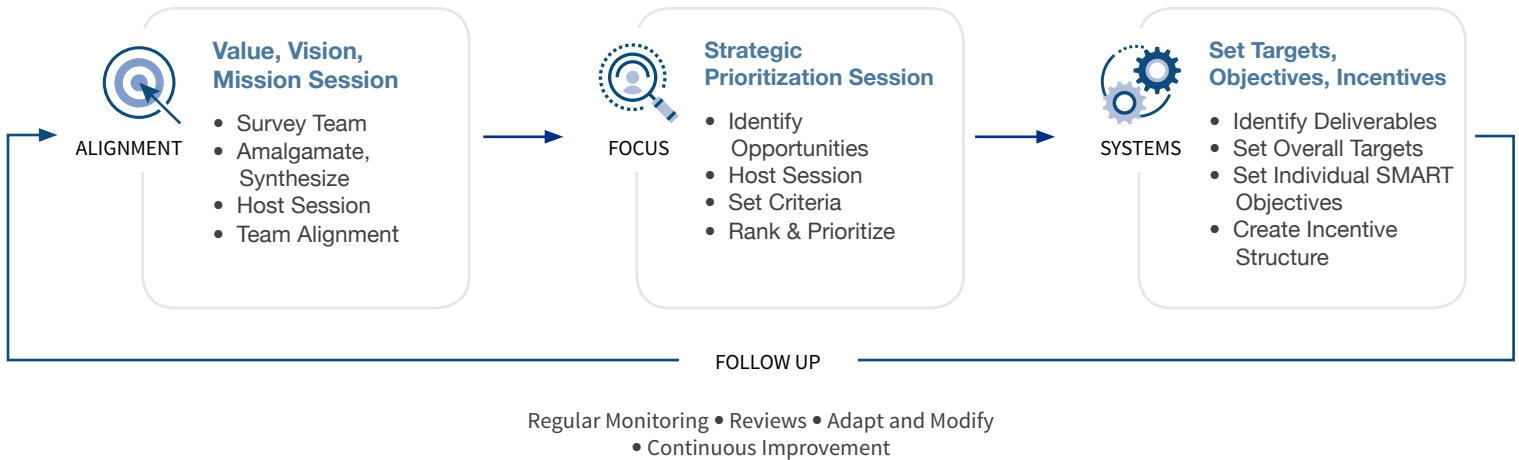 ALIGNMENT
Value, Vision,
Mission Session
• Survey Team
• Amalgamate,
Synthesize
• Host Session
• Team Alignment
FOCUS
Strategic
Prioritization Session
• Identify
Opportunities
• Host Session
• Set Criteria
• Rank & Prioritize
SYSTEMS
Set Targets,
Objectives, Incentives
• Identify Deliverables
• Set Overall Targets
• Set Individual SMART
Objectives
• Create Incentive
Structure
FOLLOW UP
Regular Monitoring • Reviews • Adapt and Modify
• Continuous Improvement